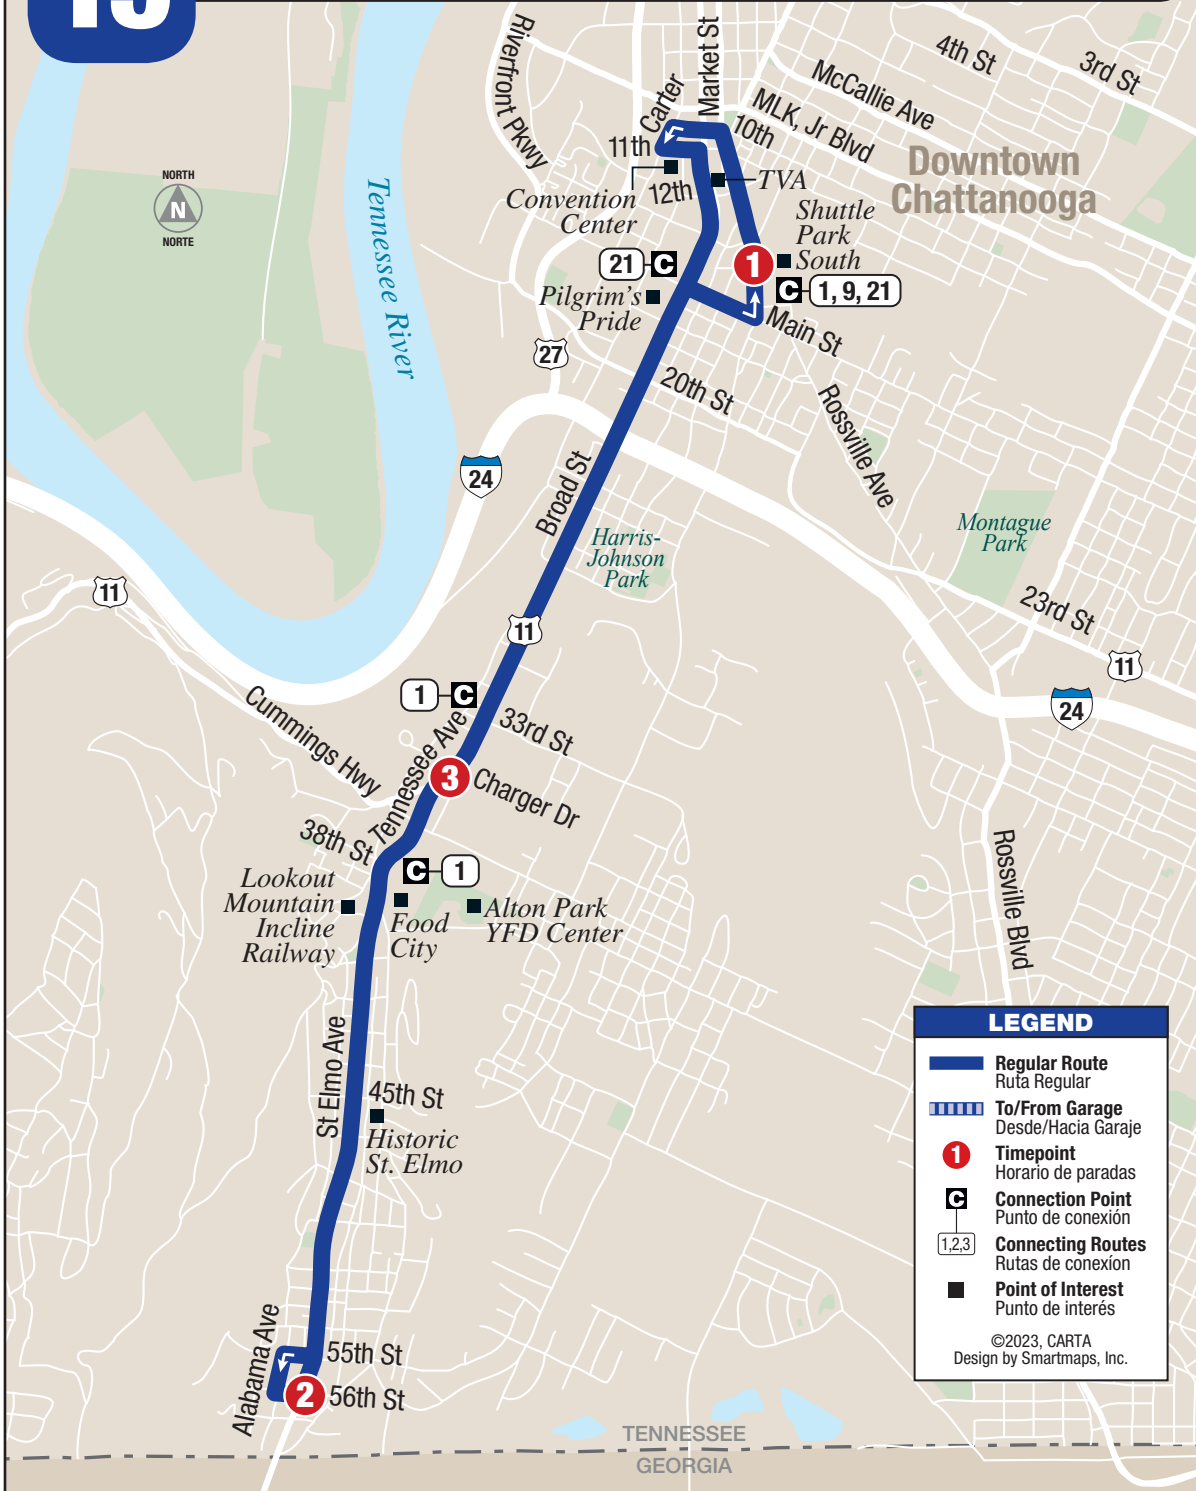 Riverfront Pkwy
Carter
Market St
4th St
3rd St
McCallie Ave
MLK, Jr Blvd
10th
11th
12th
Downtown
Chattanooga
NORTH
N
NORTE
Tennessee River
Convention
Center
TVA
Shuttle
Park
South
1
21
C
C
1, 9, 21
Pilgrim's
Pride
Main St
27
20th St
Rossville Ave
24
Broad St
Harris-
Johnson
Park
Montague
Park
11
23rd St
11
11
24
1
C
Cummings Hwy
Tennessee Ave
33rd St
3
Charger Dr
38th St
C
1
Lookout
Mountain
Incline
Railway
Food
City
Alton Park
YFD Center
Rossville Blvd
St Elmo Ave
45th St
Historic
St. Elmo
Alabama Ave
55th St
2
56th St
TENNESSEE
GEORGIA
LEGEND
Regular Route
Ruta Regular
To/From Garage
Desde/Hacia Garaje
1
Timepoint
Horario de paradas
C
Connection Point
Punto de conexión
1,2,3
Connecting Routes
Rutas de conexíon
Point of Interest
Punto de interés
©2023, CARTA
Design by Smartmaps, Inc.